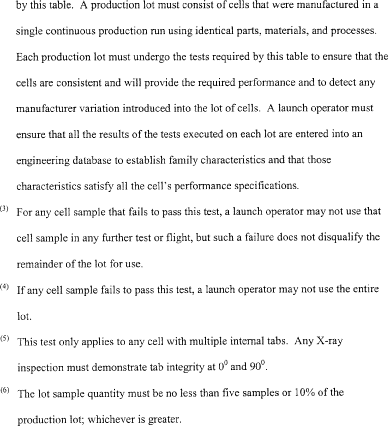 by this table. A production lot must consist of cells that were manufactured in a
single continuous production run using identical parts, materials, and processes.
Each production lot must undergo the tests required by this table to ensure that the
cells are consistent and will provide the required performance and to detect any
manufacturer variation introduced into the lot of cells. A launch operator must
ensure that all the results of the tests executed on each lot are entered into an
engineering database to establish family characteristics and that those
characteristics satisfy all the cell's performance specifications.
(3) For any cell sample that fails to pass this test, a launch operator may not use that
cell sample in any further test or flight, but such a failure does not disqualify the
remainder of the lot for use.
(4) If any cell sample fails to pass this test, a launch operator may not use the entire
lot.
(5) This test only applies to any cell with multiple internal tabs. Any X-ray
inspection must demonstrate tab integrity at 0⁰ and 90⁰.
(6) The lot sample quantity must be no less than five samples or 10% of the
production lot; whichever is greater.